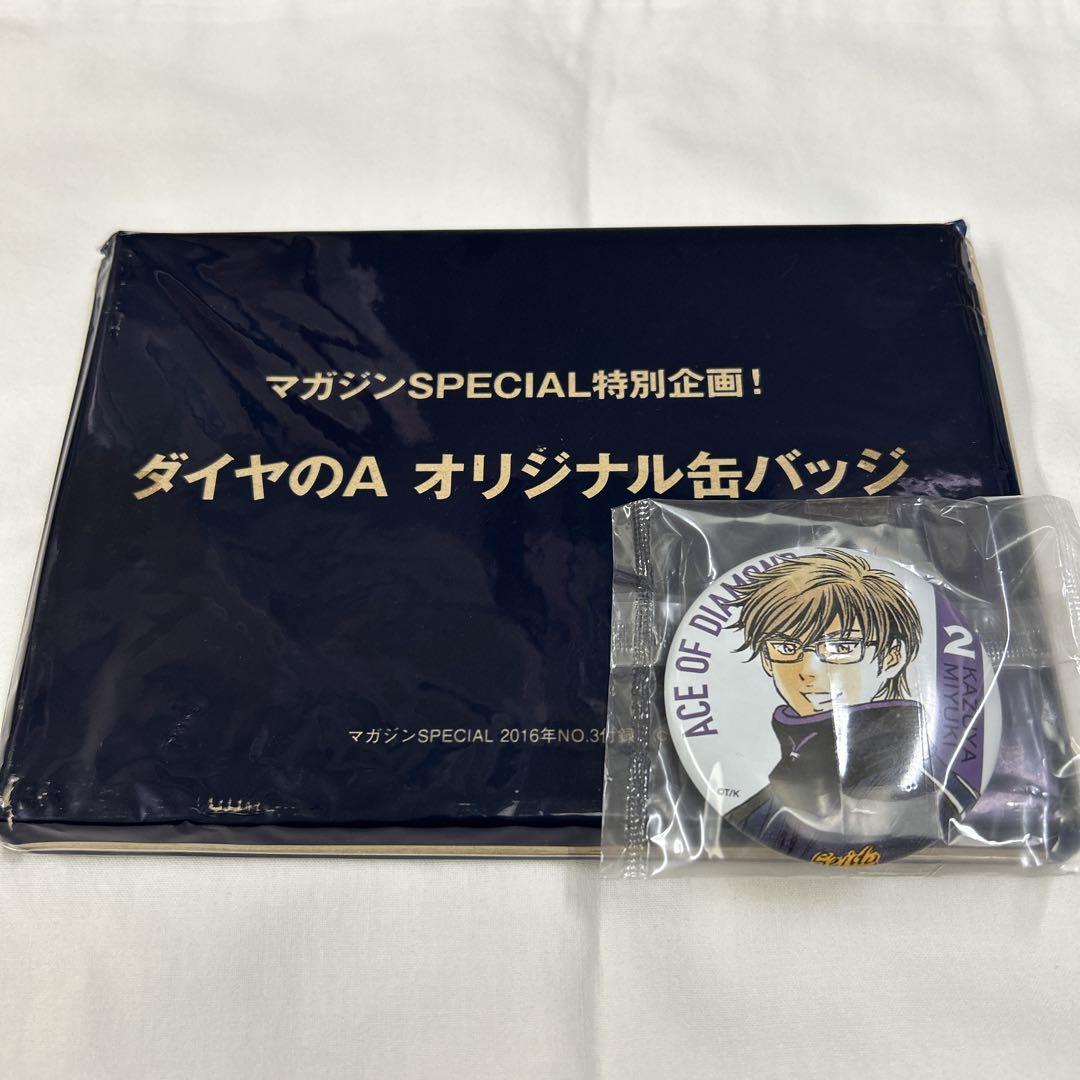 マガジンSPECIAL特別企画!
ダイヤのA オリジナル缶バッジ
マガジンSPECIAL 2016年NO.3付録
ACE OF DIAMOND
2
KAZUYA
MIYUKI
©T/K
Seido